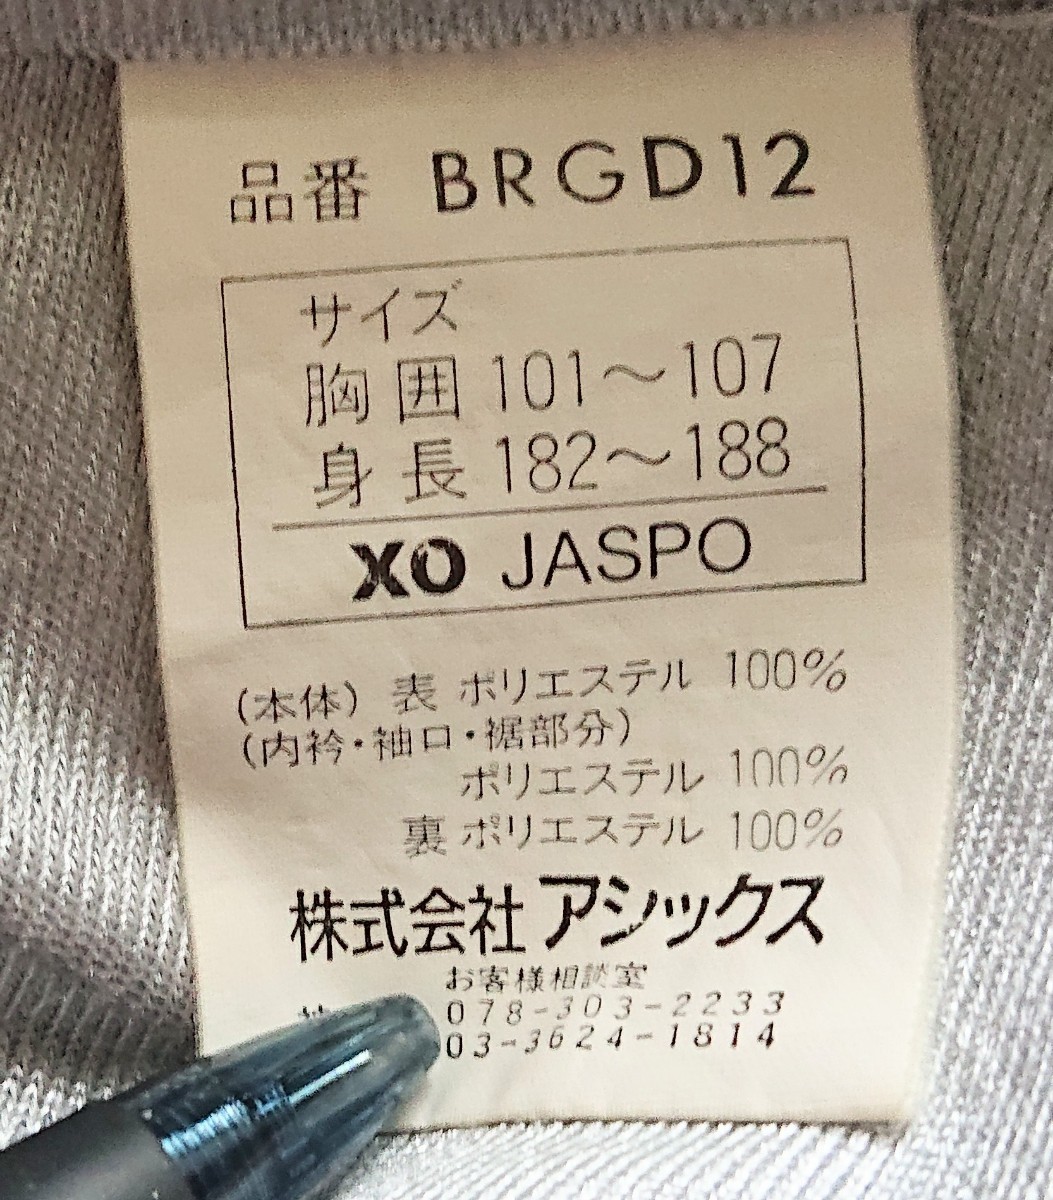 品番 BRGD12
サイズ
胸囲 101～107
身長 182～188
XO JASPO
(本体) 表 ポリエステル 100%
(内衿・袖口・裾部分)
ポリエステル 100%
裏 ポリエステル 100%
株式会社 アシックス
お客様相談室
078-303-2233
03-3624-1814